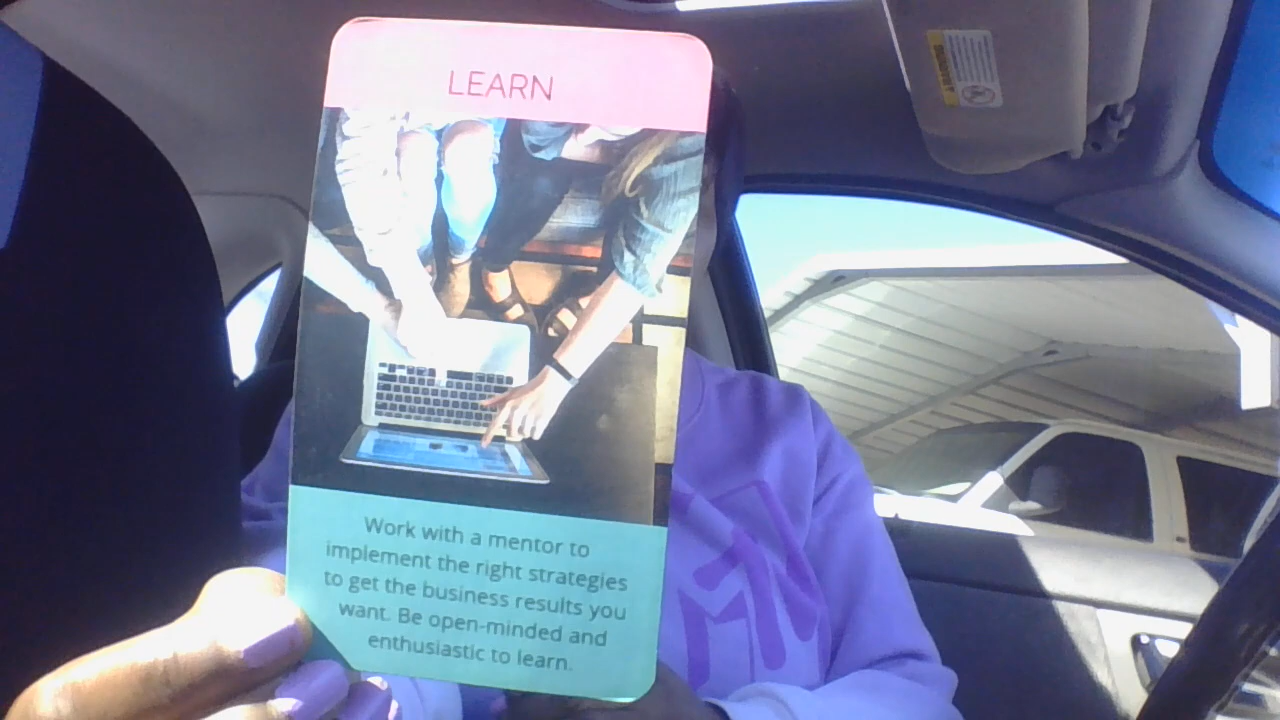 LEARN
Work with a mentor to
implement the right strategies
to get the business results you
want. Be open-minded and
enthusiastic to learn.